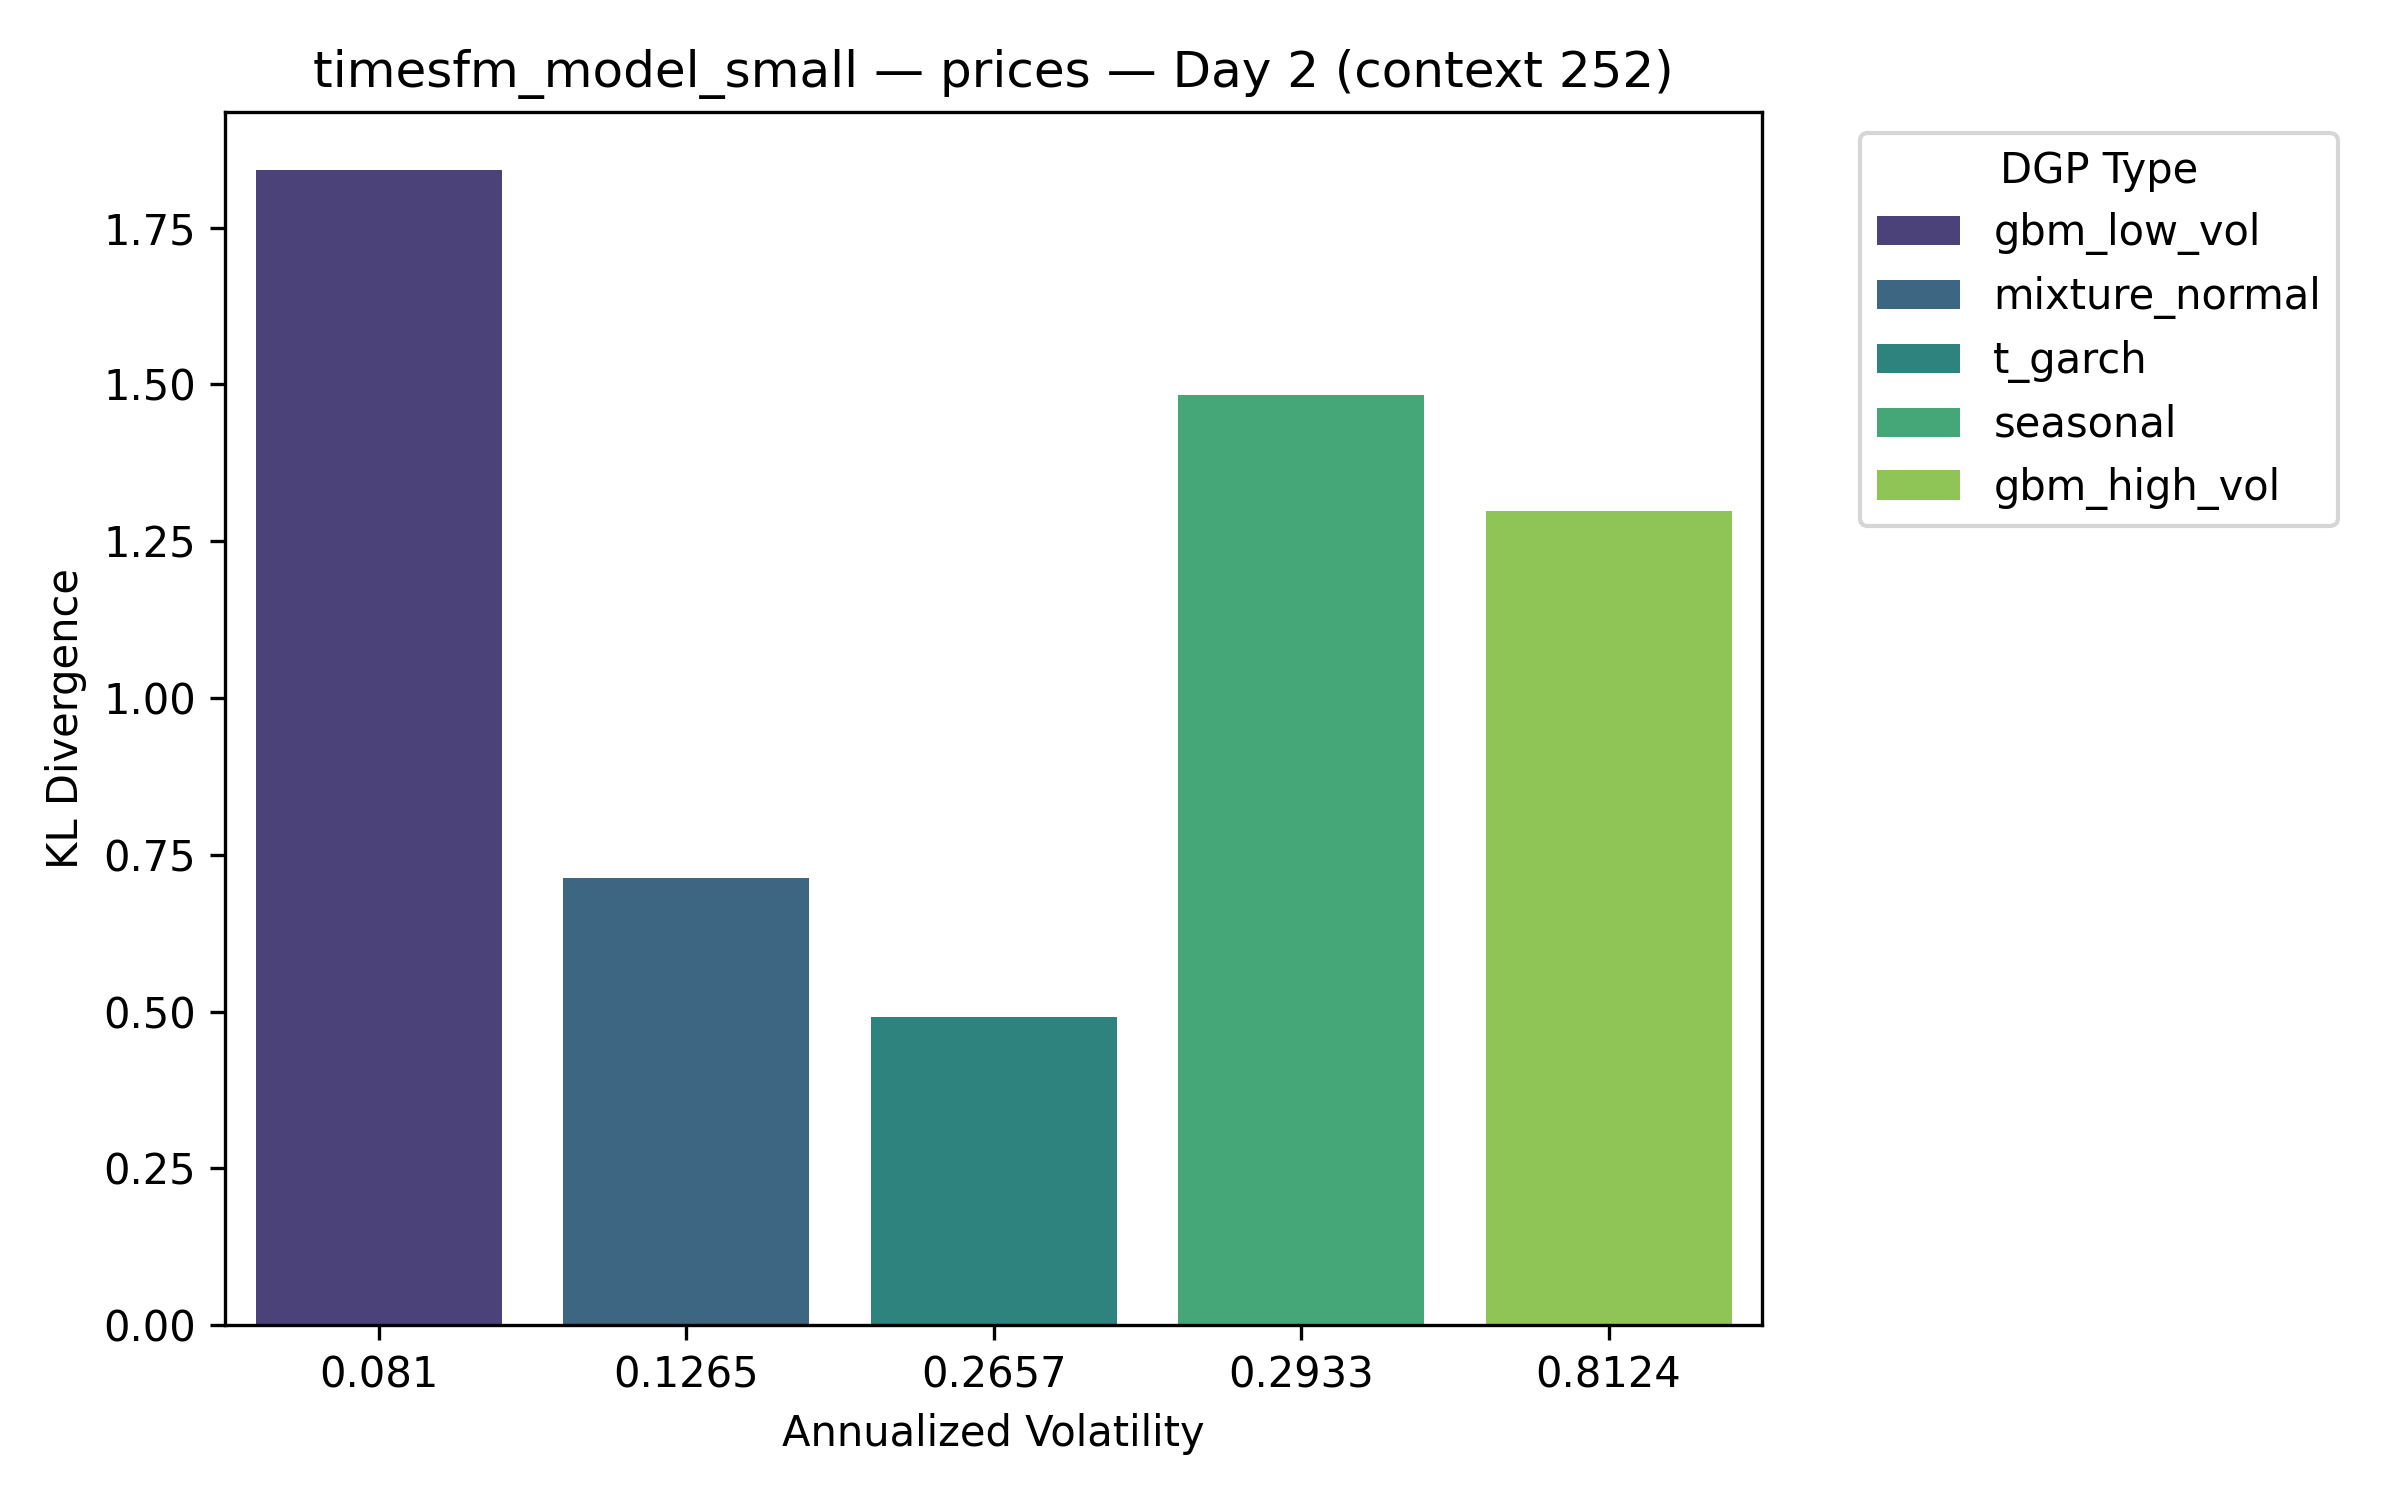 timesfm_model_small — prices — Day 2 (context 252)
DGP Type
gbm_low_vol
mixture_normal
t_garch
seasonal
gbm_high_vol
KL Divergence
1.75
1.50
1.25
1.00
0.75
0.50
0.25
0.00
0.081 0.1265 0.2657 0.2933 0.8124
Annualized Volatility